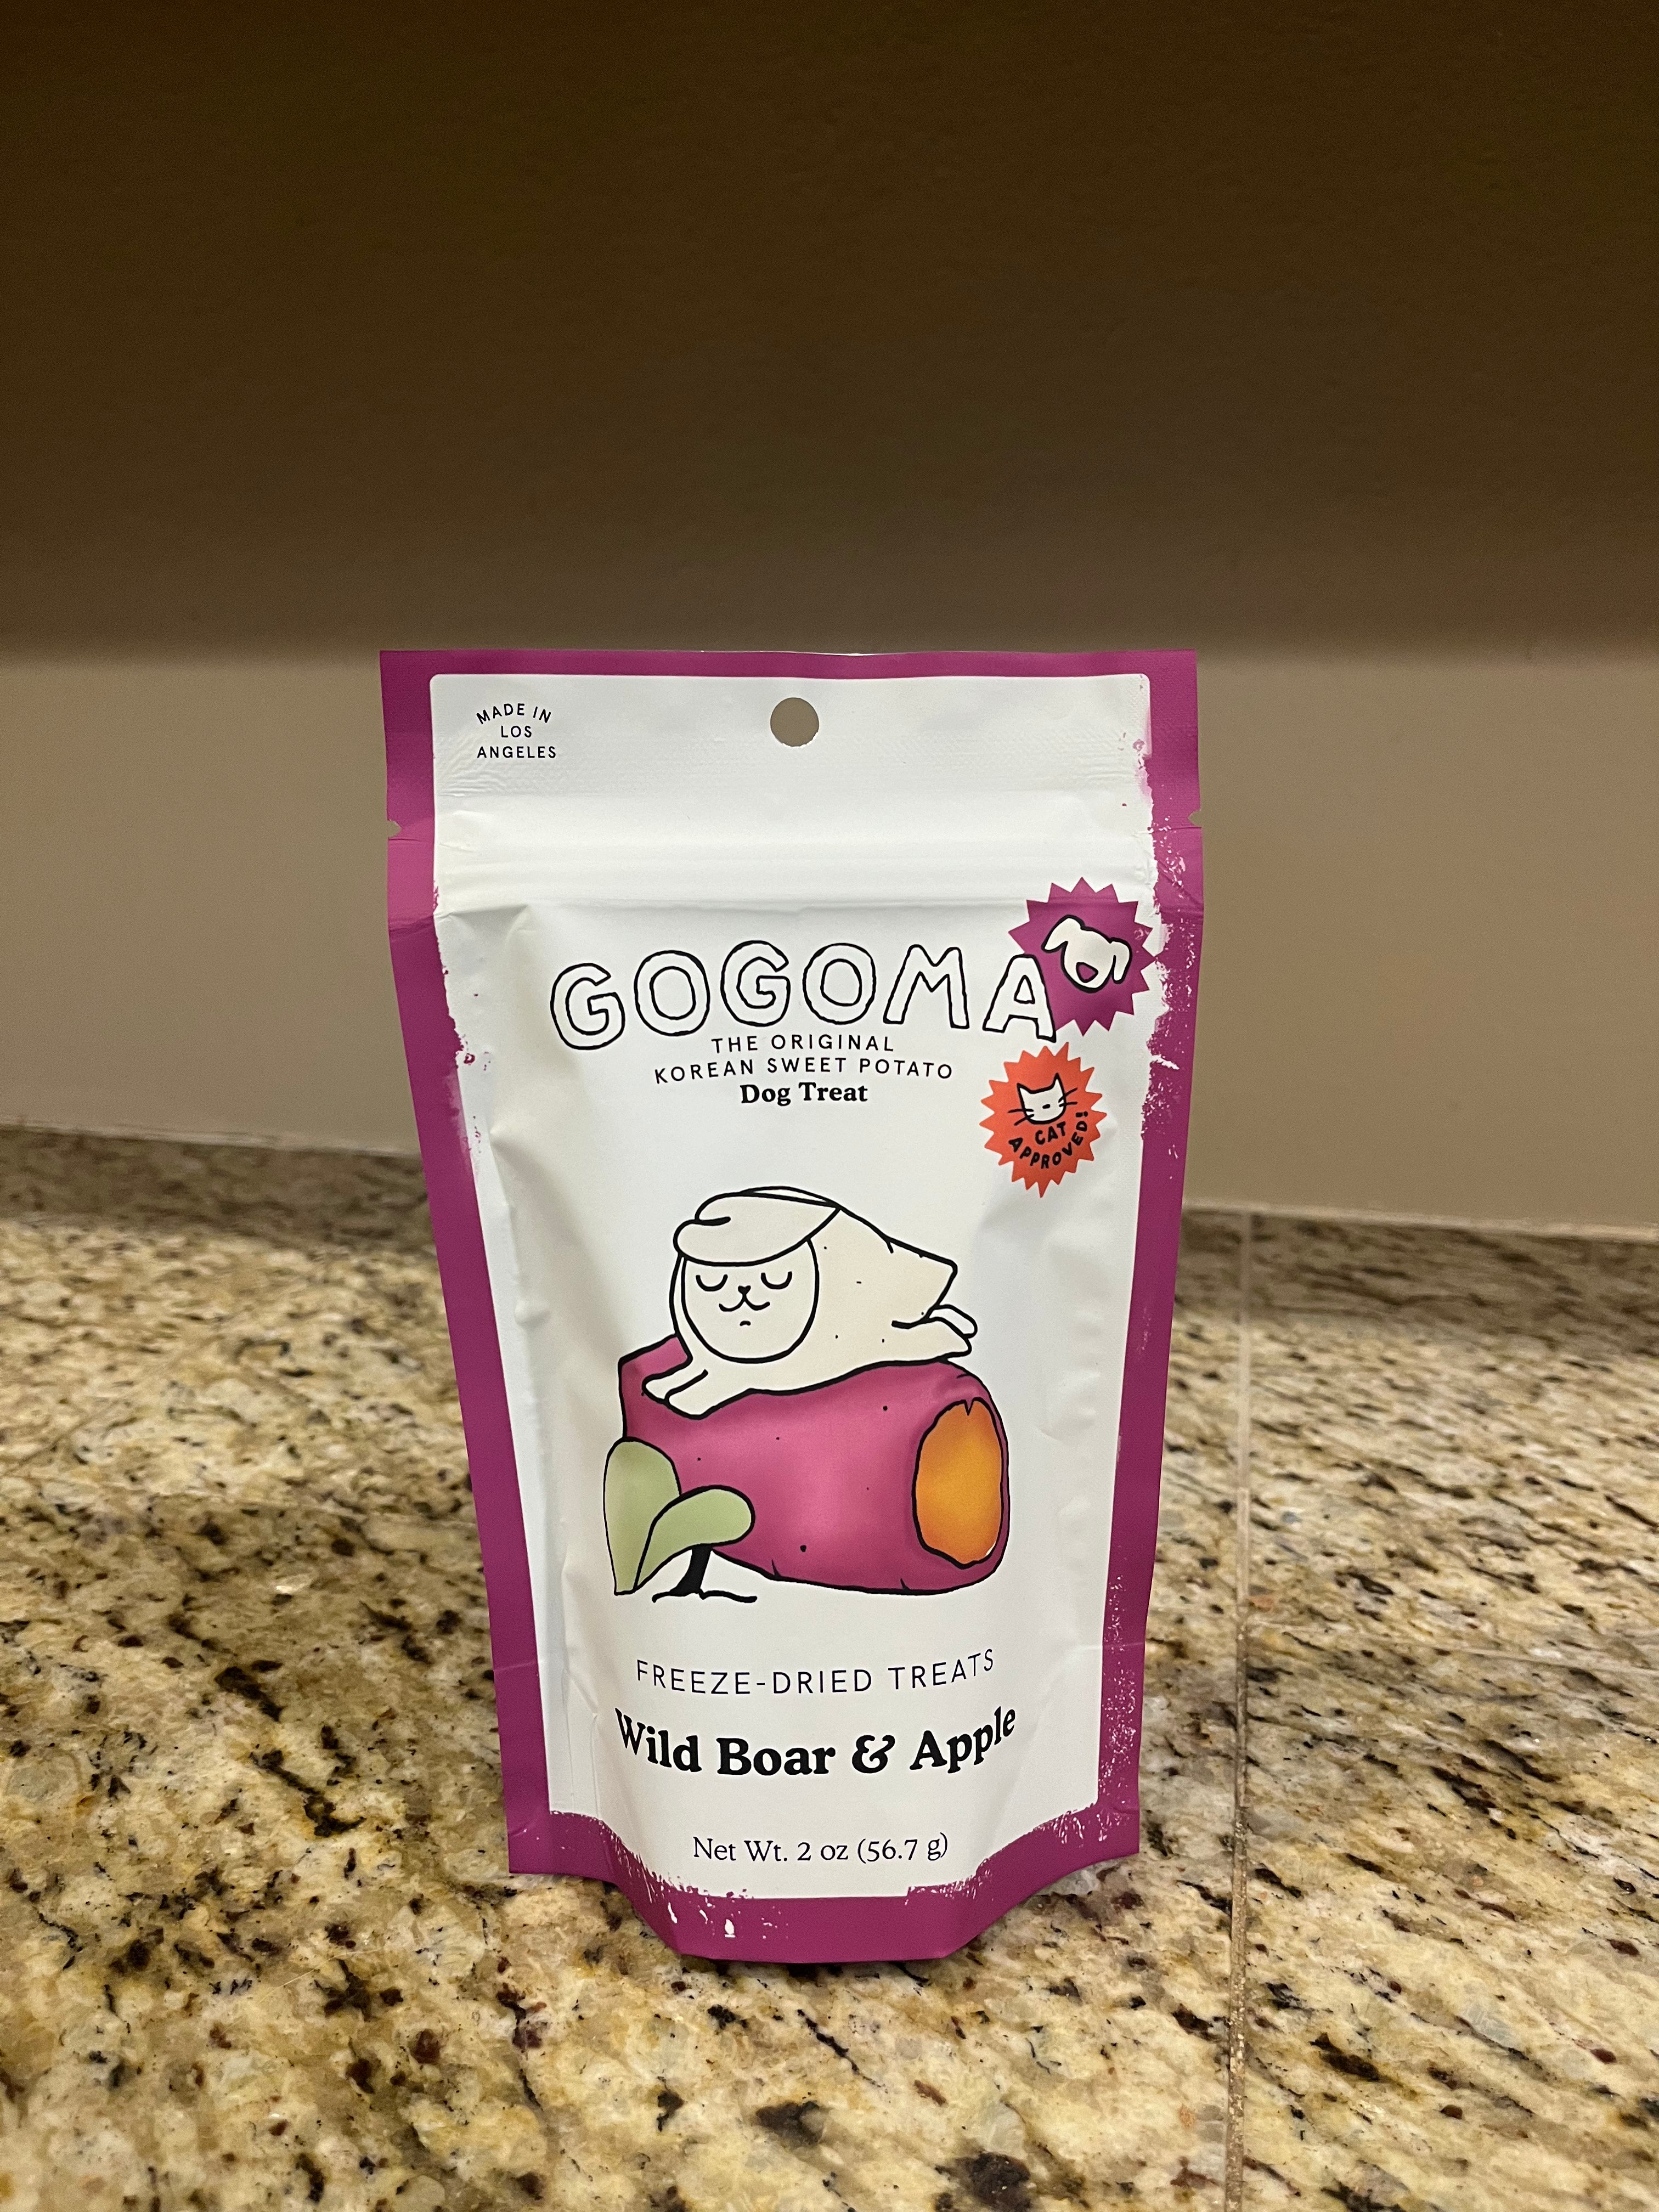 MADE IN
LOS
ANGELES
GOGOMA
THE ORIGINAL
KOREAN SWEET POTATO
Dog Treat
CAT
APPROVED!
FREEZE-DRIED TREATS
Wild Boar & Apple
Net Wt. 2 oz (56.7 g)